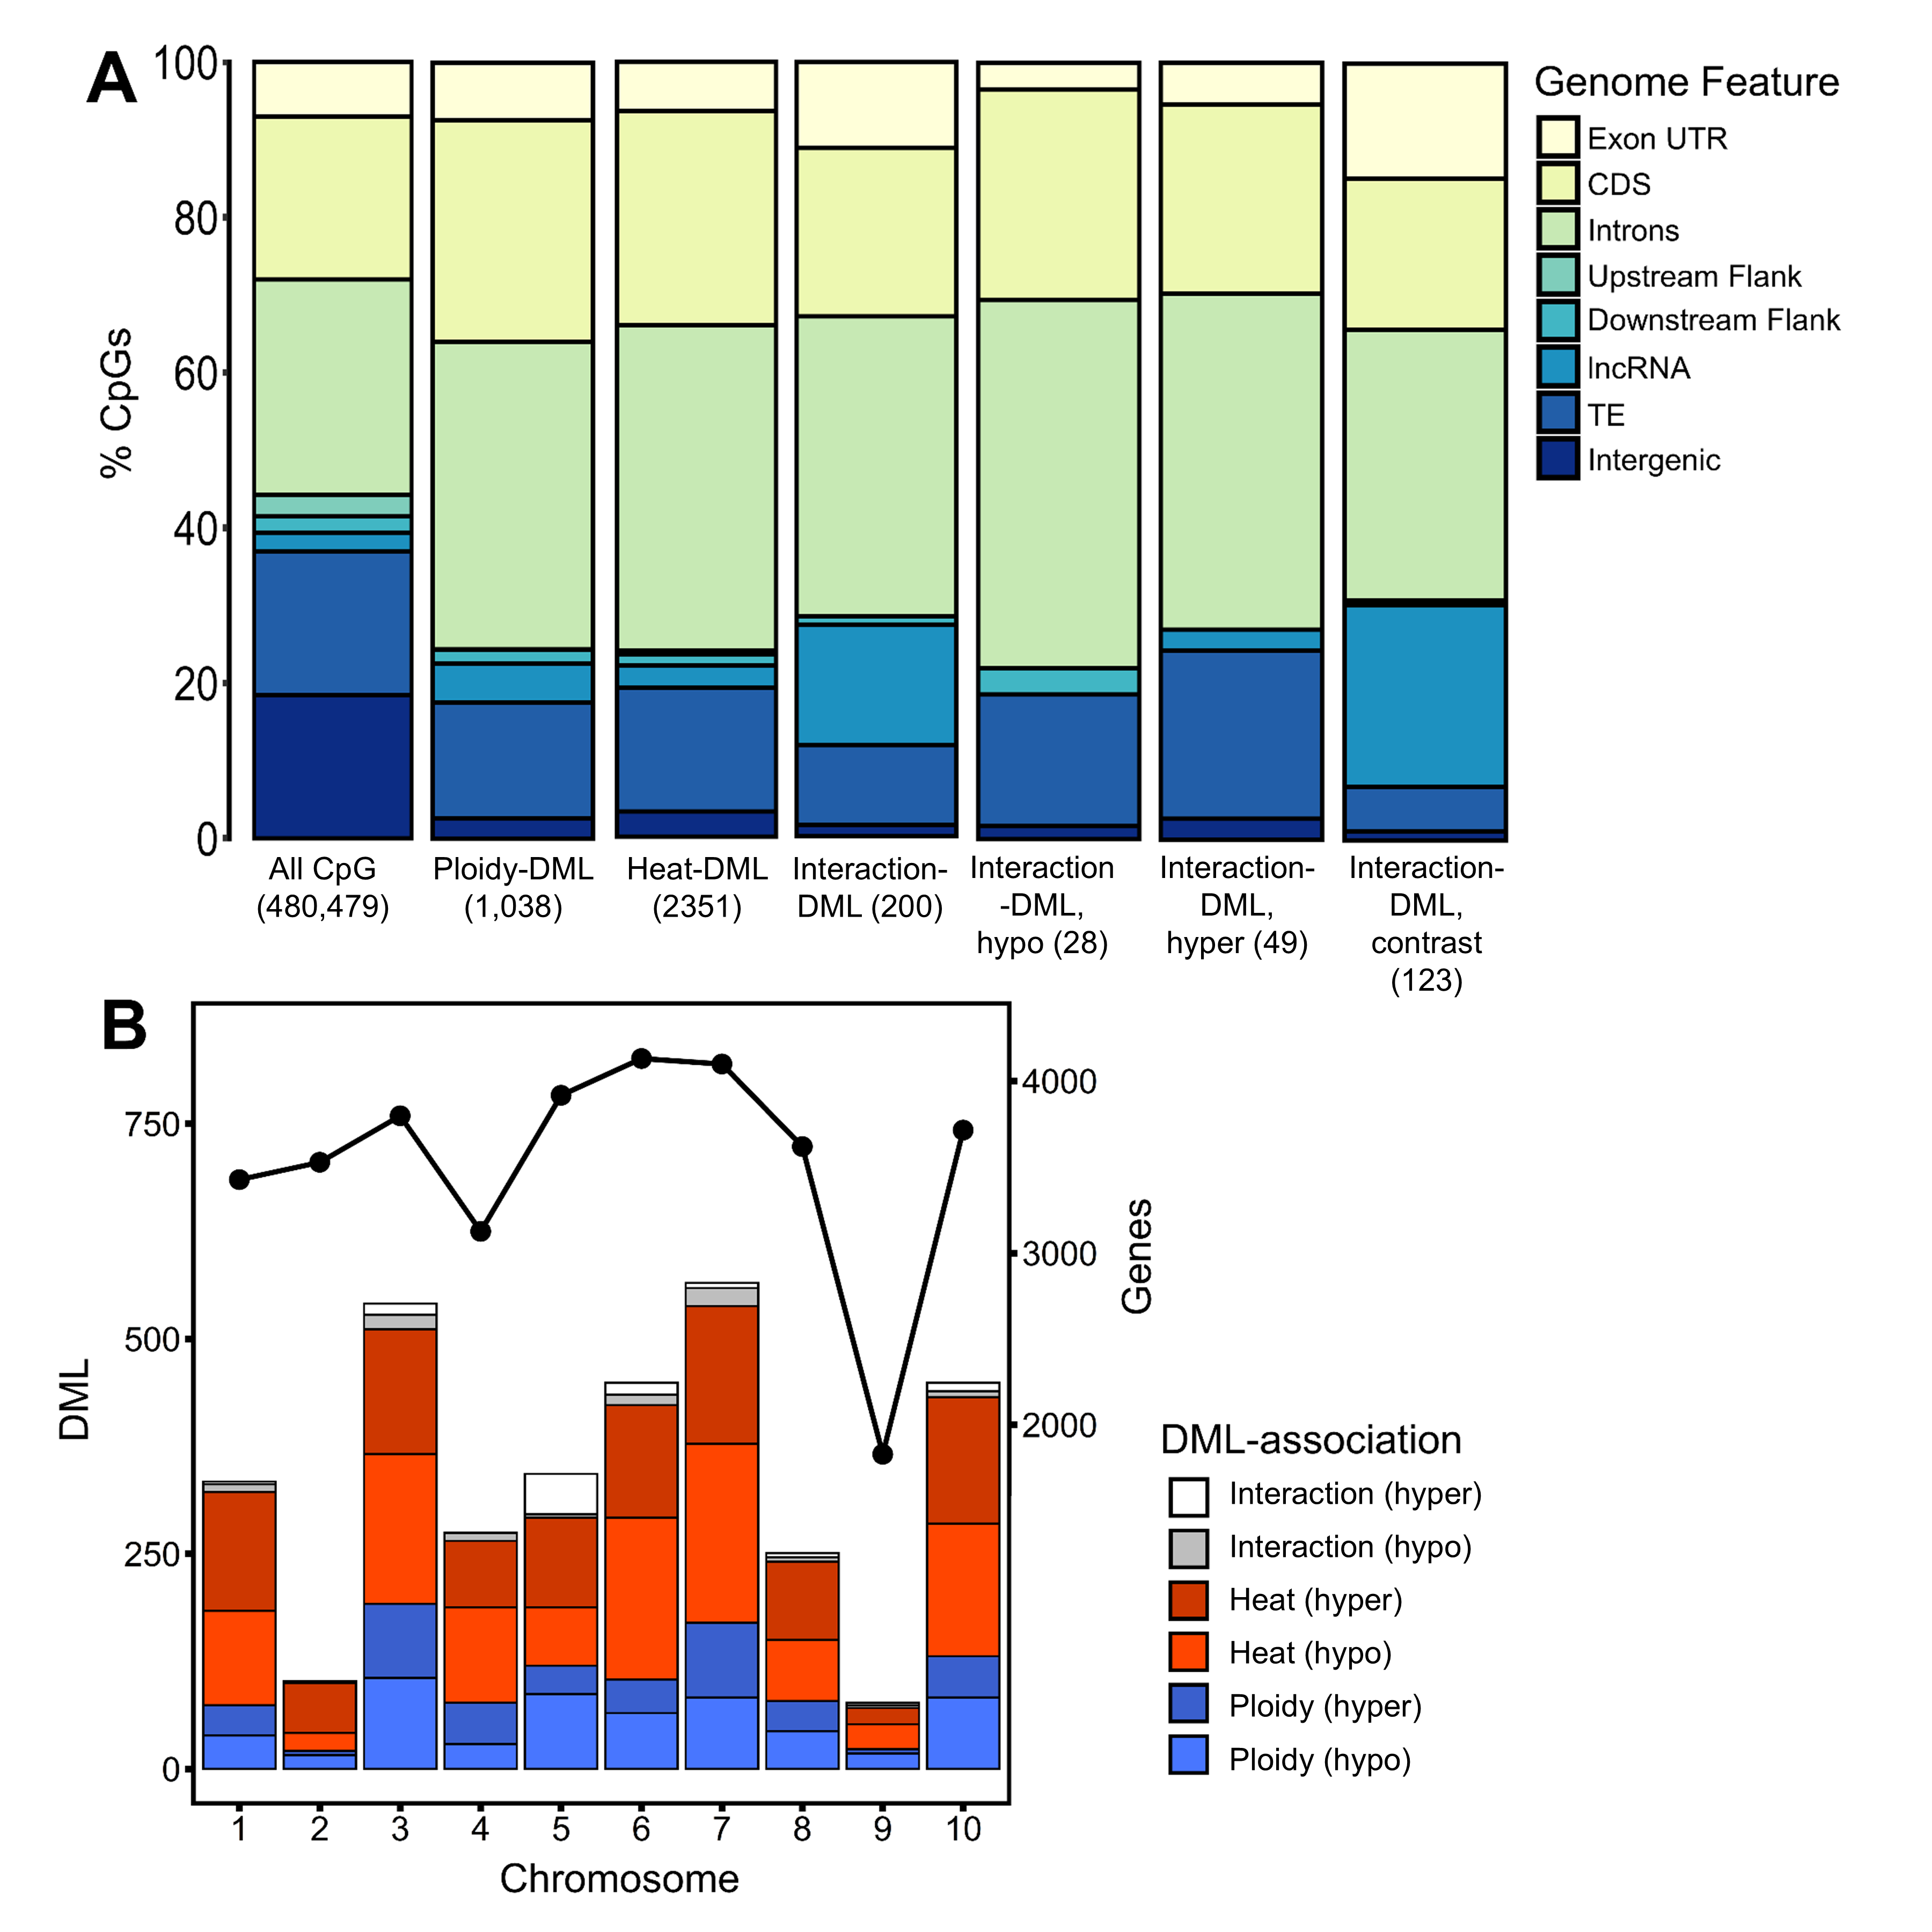 A
100
80
60
40
20
0
% CpGs
All CpG
(480,479)
Ploidy-DML
(1,038)
Heat-DML
(2351)
Interaction-
DML (200)
Interaction
-DML,
hypo (28)
Interaction-
DML,
hyper (49)
Interaction-
DML,
contrast
(123)
Genome Feature
Exon UTR
CDS
Introns
Upstream Flank
Downstream Flank
lncRNA
TE
Intergenic
B
750
500
250
0
DML
4000
3000
2000
Genes
1 2 3 4 5 6 7 8 9 10
Chromosome
DML-association
Interaction (hyper)
Interaction (hypo)
Heat (hyper)
Heat (hypo)
Ploidy (hyper)
Ploidy (hypo)